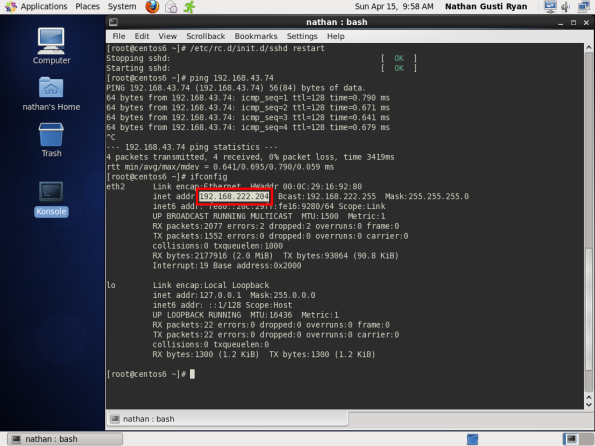 Applications Places System Sun Apr 15, 9:58 AM Nathan Gusti Ryan
nathan : bash
File Edit View Scrollback Bookmarks Settings Help
Computer
nathan's Home
Trash
Konsole
[root@centos6 ~]# /etc/rc.d/init.d/sshd restart
Stopping sshd: [ OK ]
Starting sshd: [ OK ]
[root@centos6 ~]# ping 192.168.43.74
PING 192.168.43.74 (192.168.43.74) 56(84) bytes of data.
64 bytes from 192.168.43.74: icmp_seq=1 ttl=128 time=0.790 ms
64 bytes from 192.168.43.74: icmp_seq=2 ttl=128 time=0.671 ms
64 bytes from 192.168.43.74: icmp_seq=3 ttl=128 time=0.641 ms
64 bytes from 192.168.43.74: icmp_seq=4 ttl=128 time=0.679 ms
^C
--- 192.168.43.74 ping statistics ---
4 packets transmitted, 4 received, 0% packet loss, time 3419ms
rtt min/avg/max/mdev = 0.641/0.695/0.790/0.059 ms
[root@centos6 ~]# ifconfig
eth2 Link encap:Ethernet HWaddr 00:0C:29:16:92:80
inet addr:192.168.222.204 Bcast:192.168.222.255 Mask:255.255.255.0
inet6 addr: fe80::20c:29ff:fe16:9280/64 Scope:Link
UP BROADCAST RUNNING MULTICAST MTU:1500 Metric:1
RX packets:2077 errors:2 dropped:2 overruns:0 frame:0
TX packets:1552 errors:0 dropped:0 overruns:0 carrier:0
collisions:0 txqueuelen:1000
RX bytes:2177916 (2.0 MiB) TX bytes:93064 (90.8 KiB)
Interrupt:19 Base address:0x2000
lo Link encap:Local Loopback
inet addr:127.0.0.1 Mask:255.0.0.0
inet6 addr: ::1/128 Scope:Host
UP LOOPBACK RUNNING MTU:16436 Metric:1
RX packets:22 errors:0 dropped:0 overruns:0 frame:0
TX packets:22 errors:0 dropped:0 overruns:0 carrier:0
collisions:0 txqueuelen:0
RX bytes:1300 (1.2 KiB) TX bytes:1300 (1.2 KiB)
[root@centos6 ~]#
nathan : bash
nathan : bash